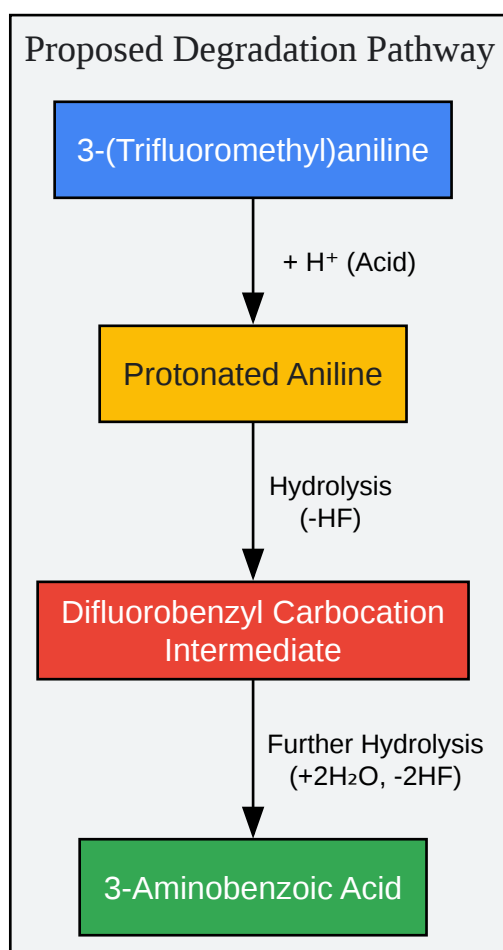 Proposed Degradation Pathway
3-(Trifluoromethyl)aniline
+ H⁺ (Acid)
Protonated Aniline
Hydrolysis
(-HF)
Difluorobenzyl Carbocation
Intermediate
Further Hydrolysis
(+2H₂O, -2HF)
3-Aminobenzoic Acid